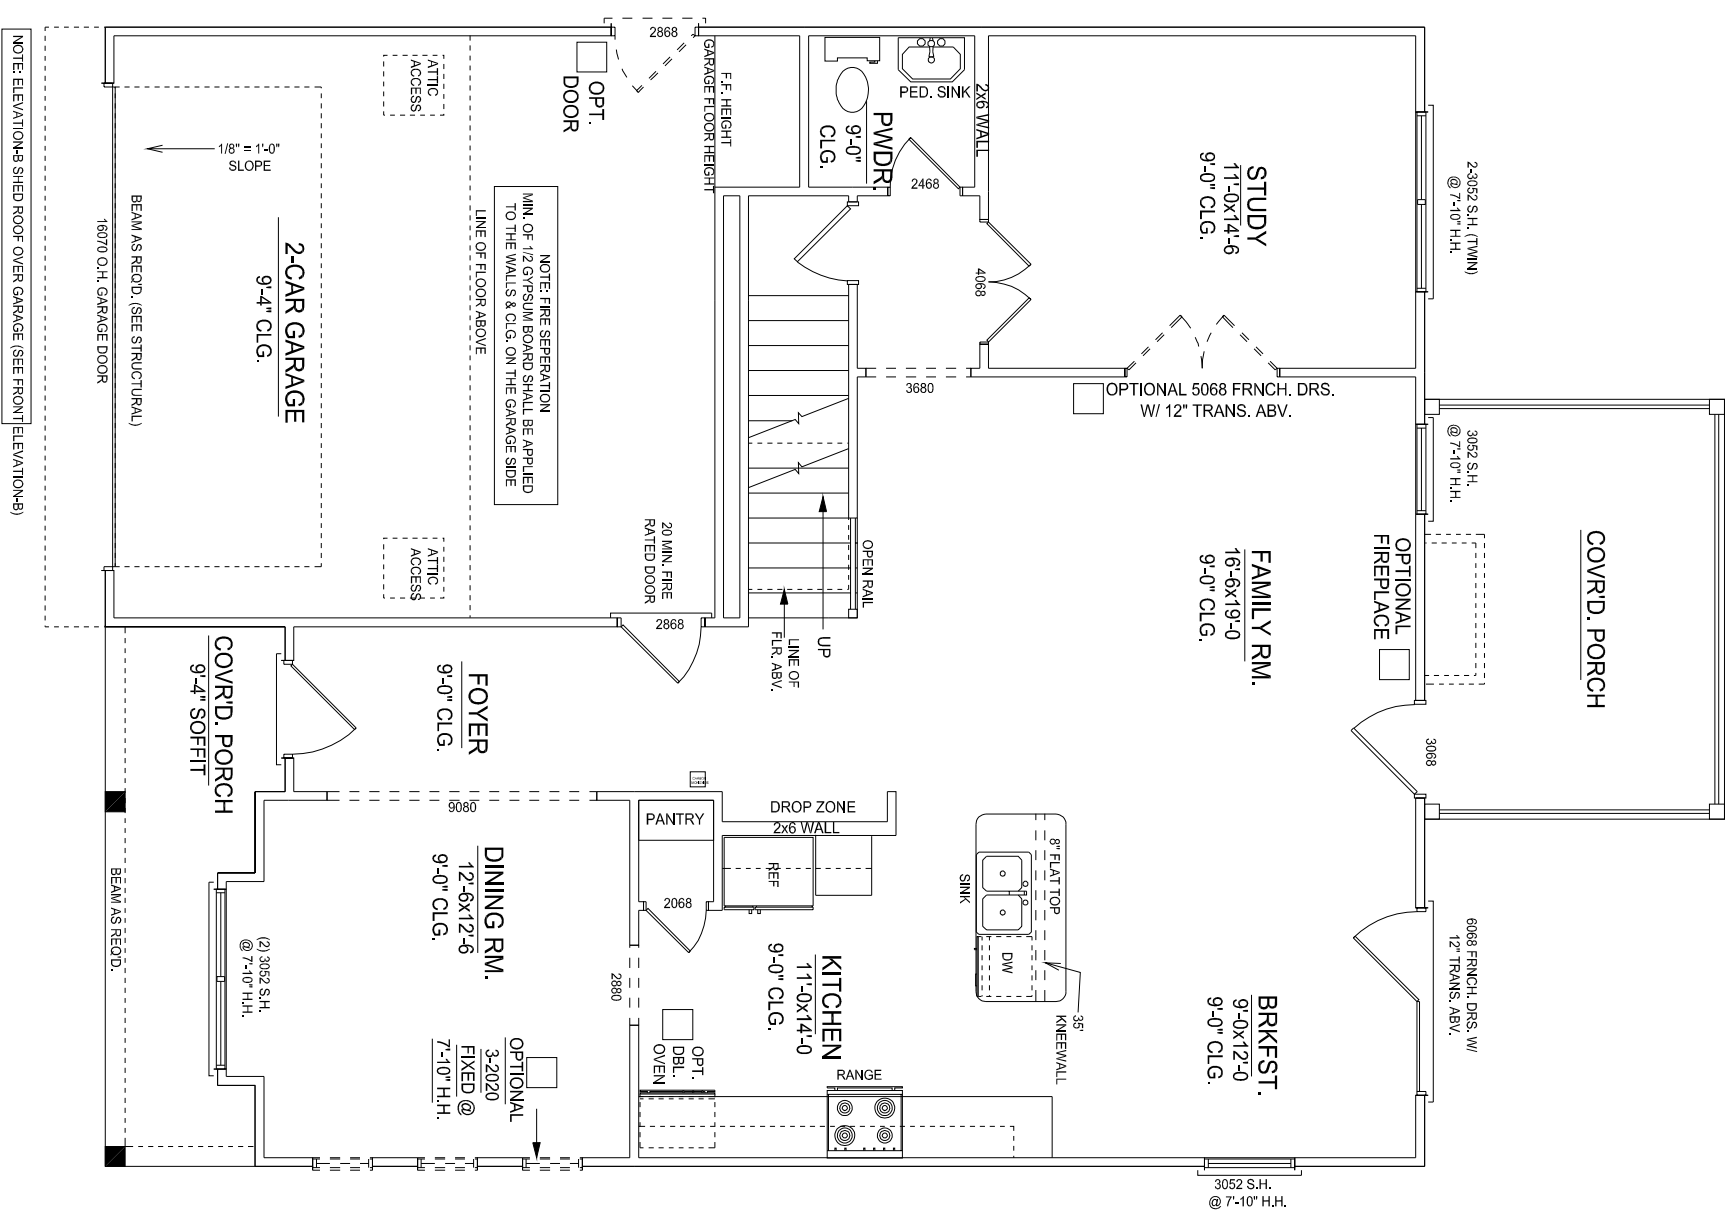 NOTE: ELEVATION-B SHED ROOF OVER GARAGE (SEE FRONT ELEVATION-B)
16070 O.H. GARAGE DOOR
BEAM AS REQ'D. (SEE STRUCTURAL)
1/8" = 1'-0"
SLOPE
2-CAR GARAGE
9'-4" CLG.
ATTIC
ACCESS
ATTIC
ACCESS
LINE OF FLOOR ABOVE
NOTE: FIRE SEPERATION
MIN. OF 1/2 GYPSUM BOARD SHALL BE APPLIED
TO THE WALLS & CLG. ON THE GARAGE SIDE
OPT.
DOOR
2868
F.F. HEIGHT
GARAGE FLOOR HEIGHT
20 MIN. FIRE
RATED DOOR
2868
PED. SINK
2x6 WALL
PWDR.
9'-0"
CLG.
2468
4068
3680
STUDY
11'-0x14'-6
9'-0" CLG.
2-3052 S.H. (TWIN)
@ 7'-10" H.H.
OPTIONAL 5068 FRNCH. DRS.
W/ 12" TRANS. ABV.
3052 S.H.
@ 7'-10" H.H.
COVR'D. PORCH
OPTIONAL
FIREPLACE
FAMILY RM.
16'-6x19'-0
9'-0" CLG.
3068
OPEN RAIL
UP
LINE OF
FLR. ABV.
FOYER
9'-0" CLG.
COVR'D. PORCH
9'-4" SOFFIT
9080
BEAM AS REQ'D.
DINING RM.
12'-6x12'-6
9'-0" CLG.
(2) 3052 S.H.
@ 7'-10" H.H.
OPTIONAL
3-2020
FIXED @
7'-10" H.H.
PANTRY
2068
2880
DROP ZONE
2x6 WALL
REF
KITCHEN
11'-0x14'-0
9'-0" CLG.
OPT.
DBL.
OVEN
RANGE
SINK
DW
8" FLAT TOP
35'
KNEEWALL
BRKFST.
9'-0x12'-0
9'-0" CLG.
6068 FRNCH. DRS. W/
12" TRANS. ABV.
3052 S.H.
@ 7'-10" H.H.